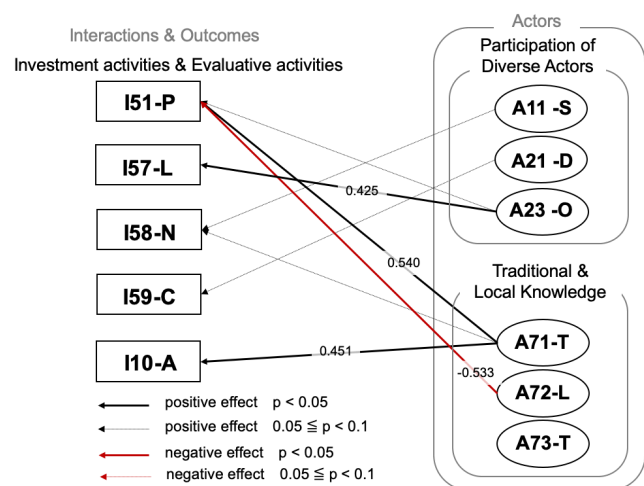 Actors
Interactions & Outcomes
Participation of
Diverse Actors
Investment activities & Evaluative activities
I51-P
A11 -S
I57-L
A21 -D
0.425
A23 -O
I58-N
0.540
Traditional &
Local Knowledge
I59-C
A71-T
0.451
I10-A
-0.533
A72-L
A73-T
positive effect p < 0.05
positive effect 0.05 ≦ p < 0.1
negative effect p < 0.05
negative effect 0.05 ≦ p < 0.1